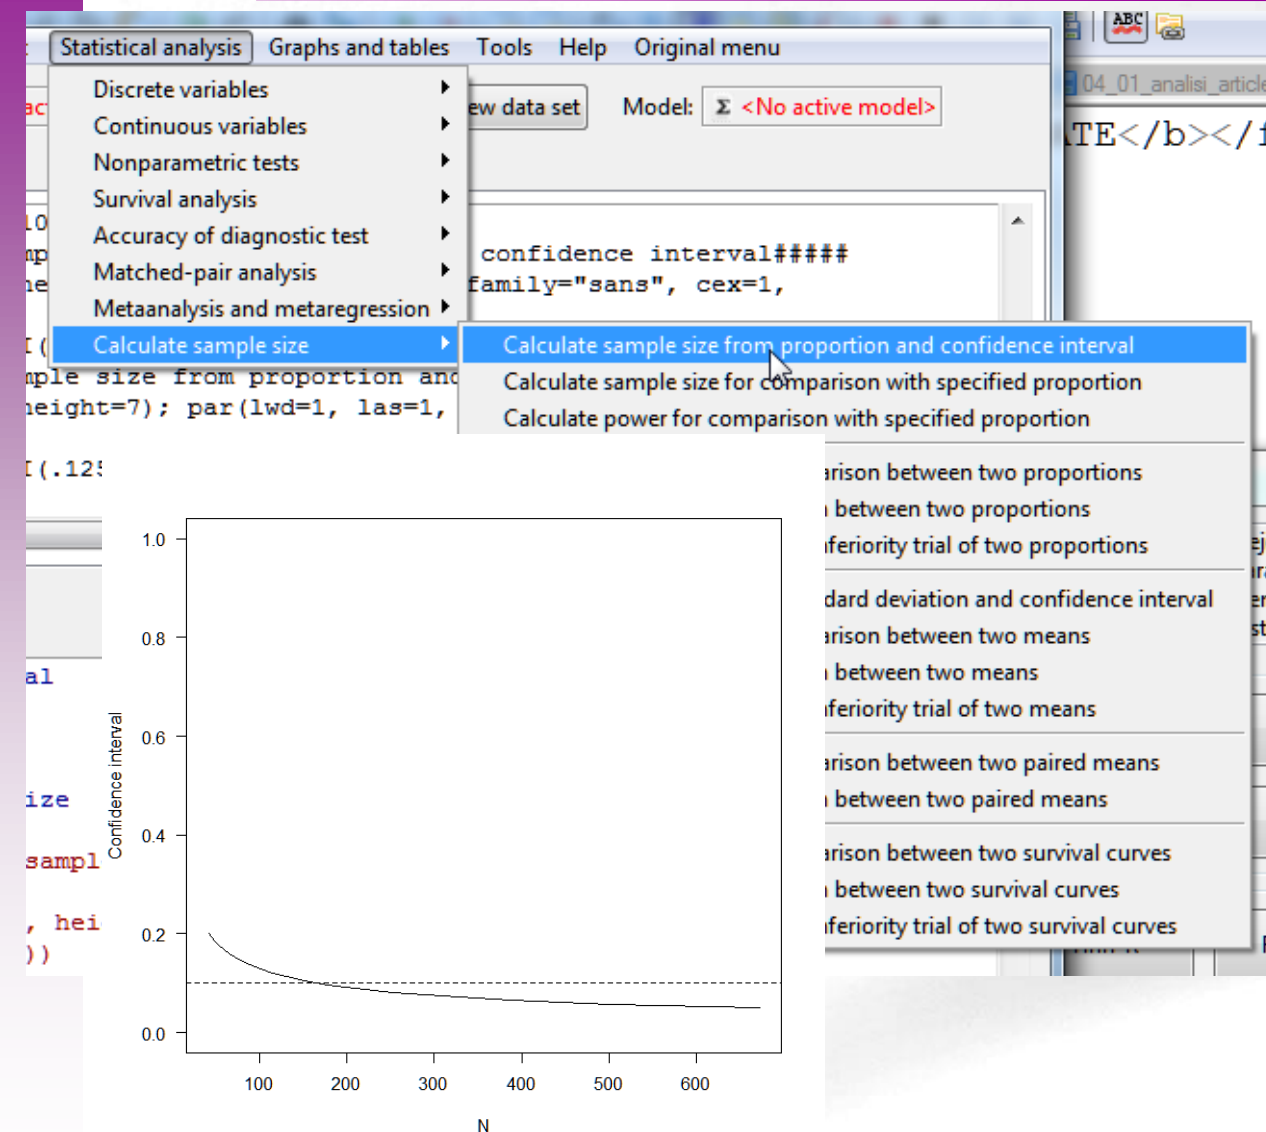 Statistical analysis Graphs and tables Tools Help Original menu
ABC
Discrete variables
Continuous variables
Nonparametric tests
Survival analysis
Accuracy of diagnostic test
Matched-pair analysis
Metaanalysis and metaregression
Calculate sample size
ew data set
Model: Σ <No active model>
04_01_analisi_article
TE</b></f
confidence interval#####
family="sans", cex=1,
Calculate sample size from proportion and confidence interval
Calculate sample size for comparison with specified proportion
Calculate power for comparison with specified proportion
arison between two proportions
between two proportions
nferiority trial of two proportions
dard deviation and confidence interval
arison between two means
between two means
nferiority trial of two means
arison between two paired means
between two paired means
arison between two survival curves
between two survival curves
nferiority trial of two survival curves
mple size from proportion and
height=7); par(lwd=1, las=1,
(.125
al
ize
sampl
, hei
))
1.0
0.8
0.6
0.4
0.2
0.0
Confidence interval
100 200 300 400 500 600
N